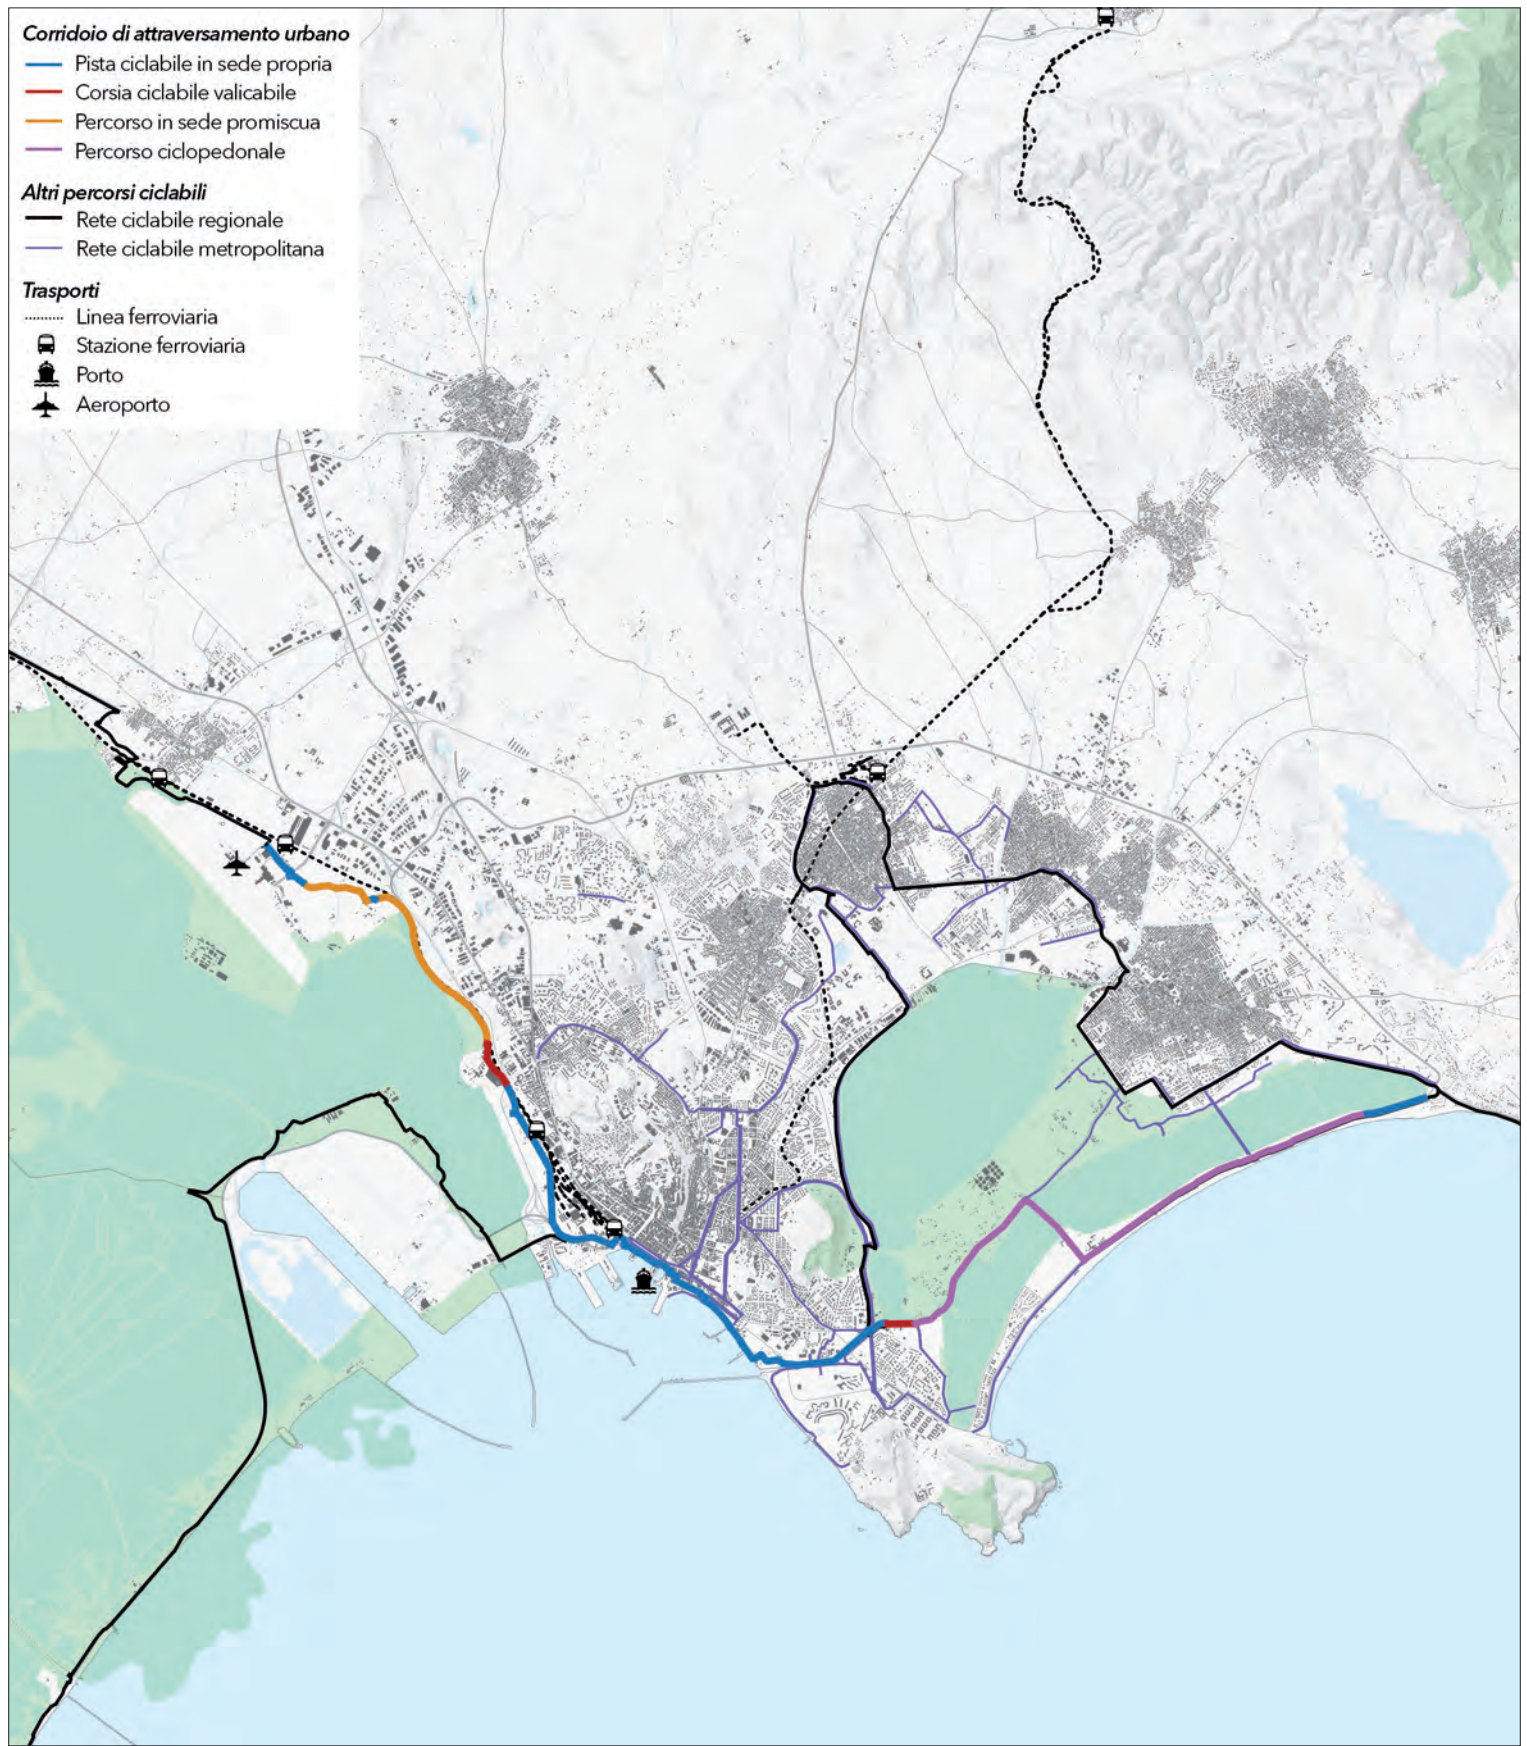 Corridoio di attraversamento urbano
Pista ciclabile in sede propria
Corsia ciclabile valicabile
Percorso in sede promiscua
Percorso ciclopedonale
Altri percorsi ciclabili
Rete ciclabile regionale
Rete ciclabile metropolitana
Trasporti
Linea ferroviaria
Stazione ferroviaria
Porto
Aeroporto